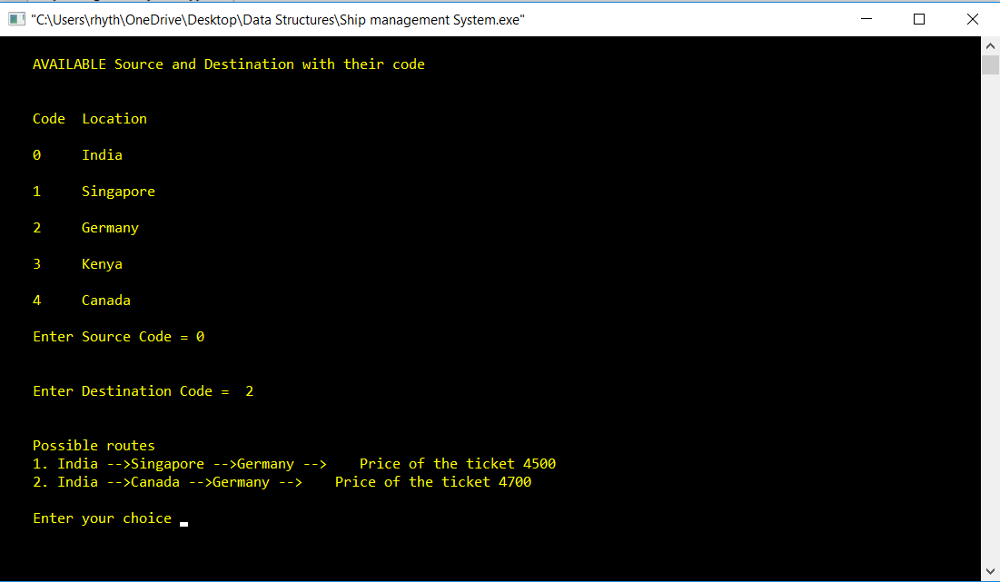 "C:\Users\rhyth\OneDrive\Desktop\Data Structures\Ship management System.exe"
AVAILABLE Source and Destination with their code
Code  Location
0     India
1     Singapore
2     Germany
3     Kenya
4     Canada
Enter Source Code = 0
Enter Destination Code =  2
Possible routes
1. India -->Singapore -->Germany -->    Price of the ticket 4500
2. India -->Canada -->Germany -->    Price of the ticket 4700
Enter your choice